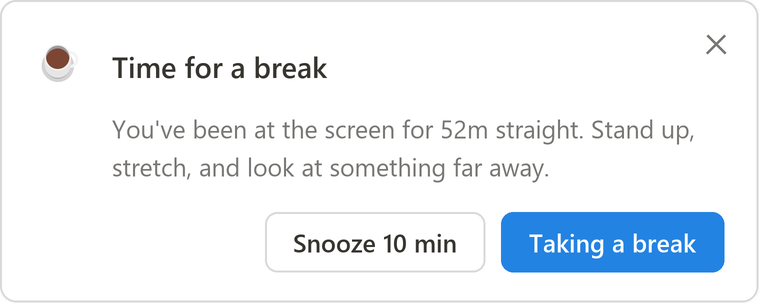 Time for a break
You've been at the screen for 52m straight. Stand up,
stretch, and look at something far away.
Snooze 10 min
Taking a break